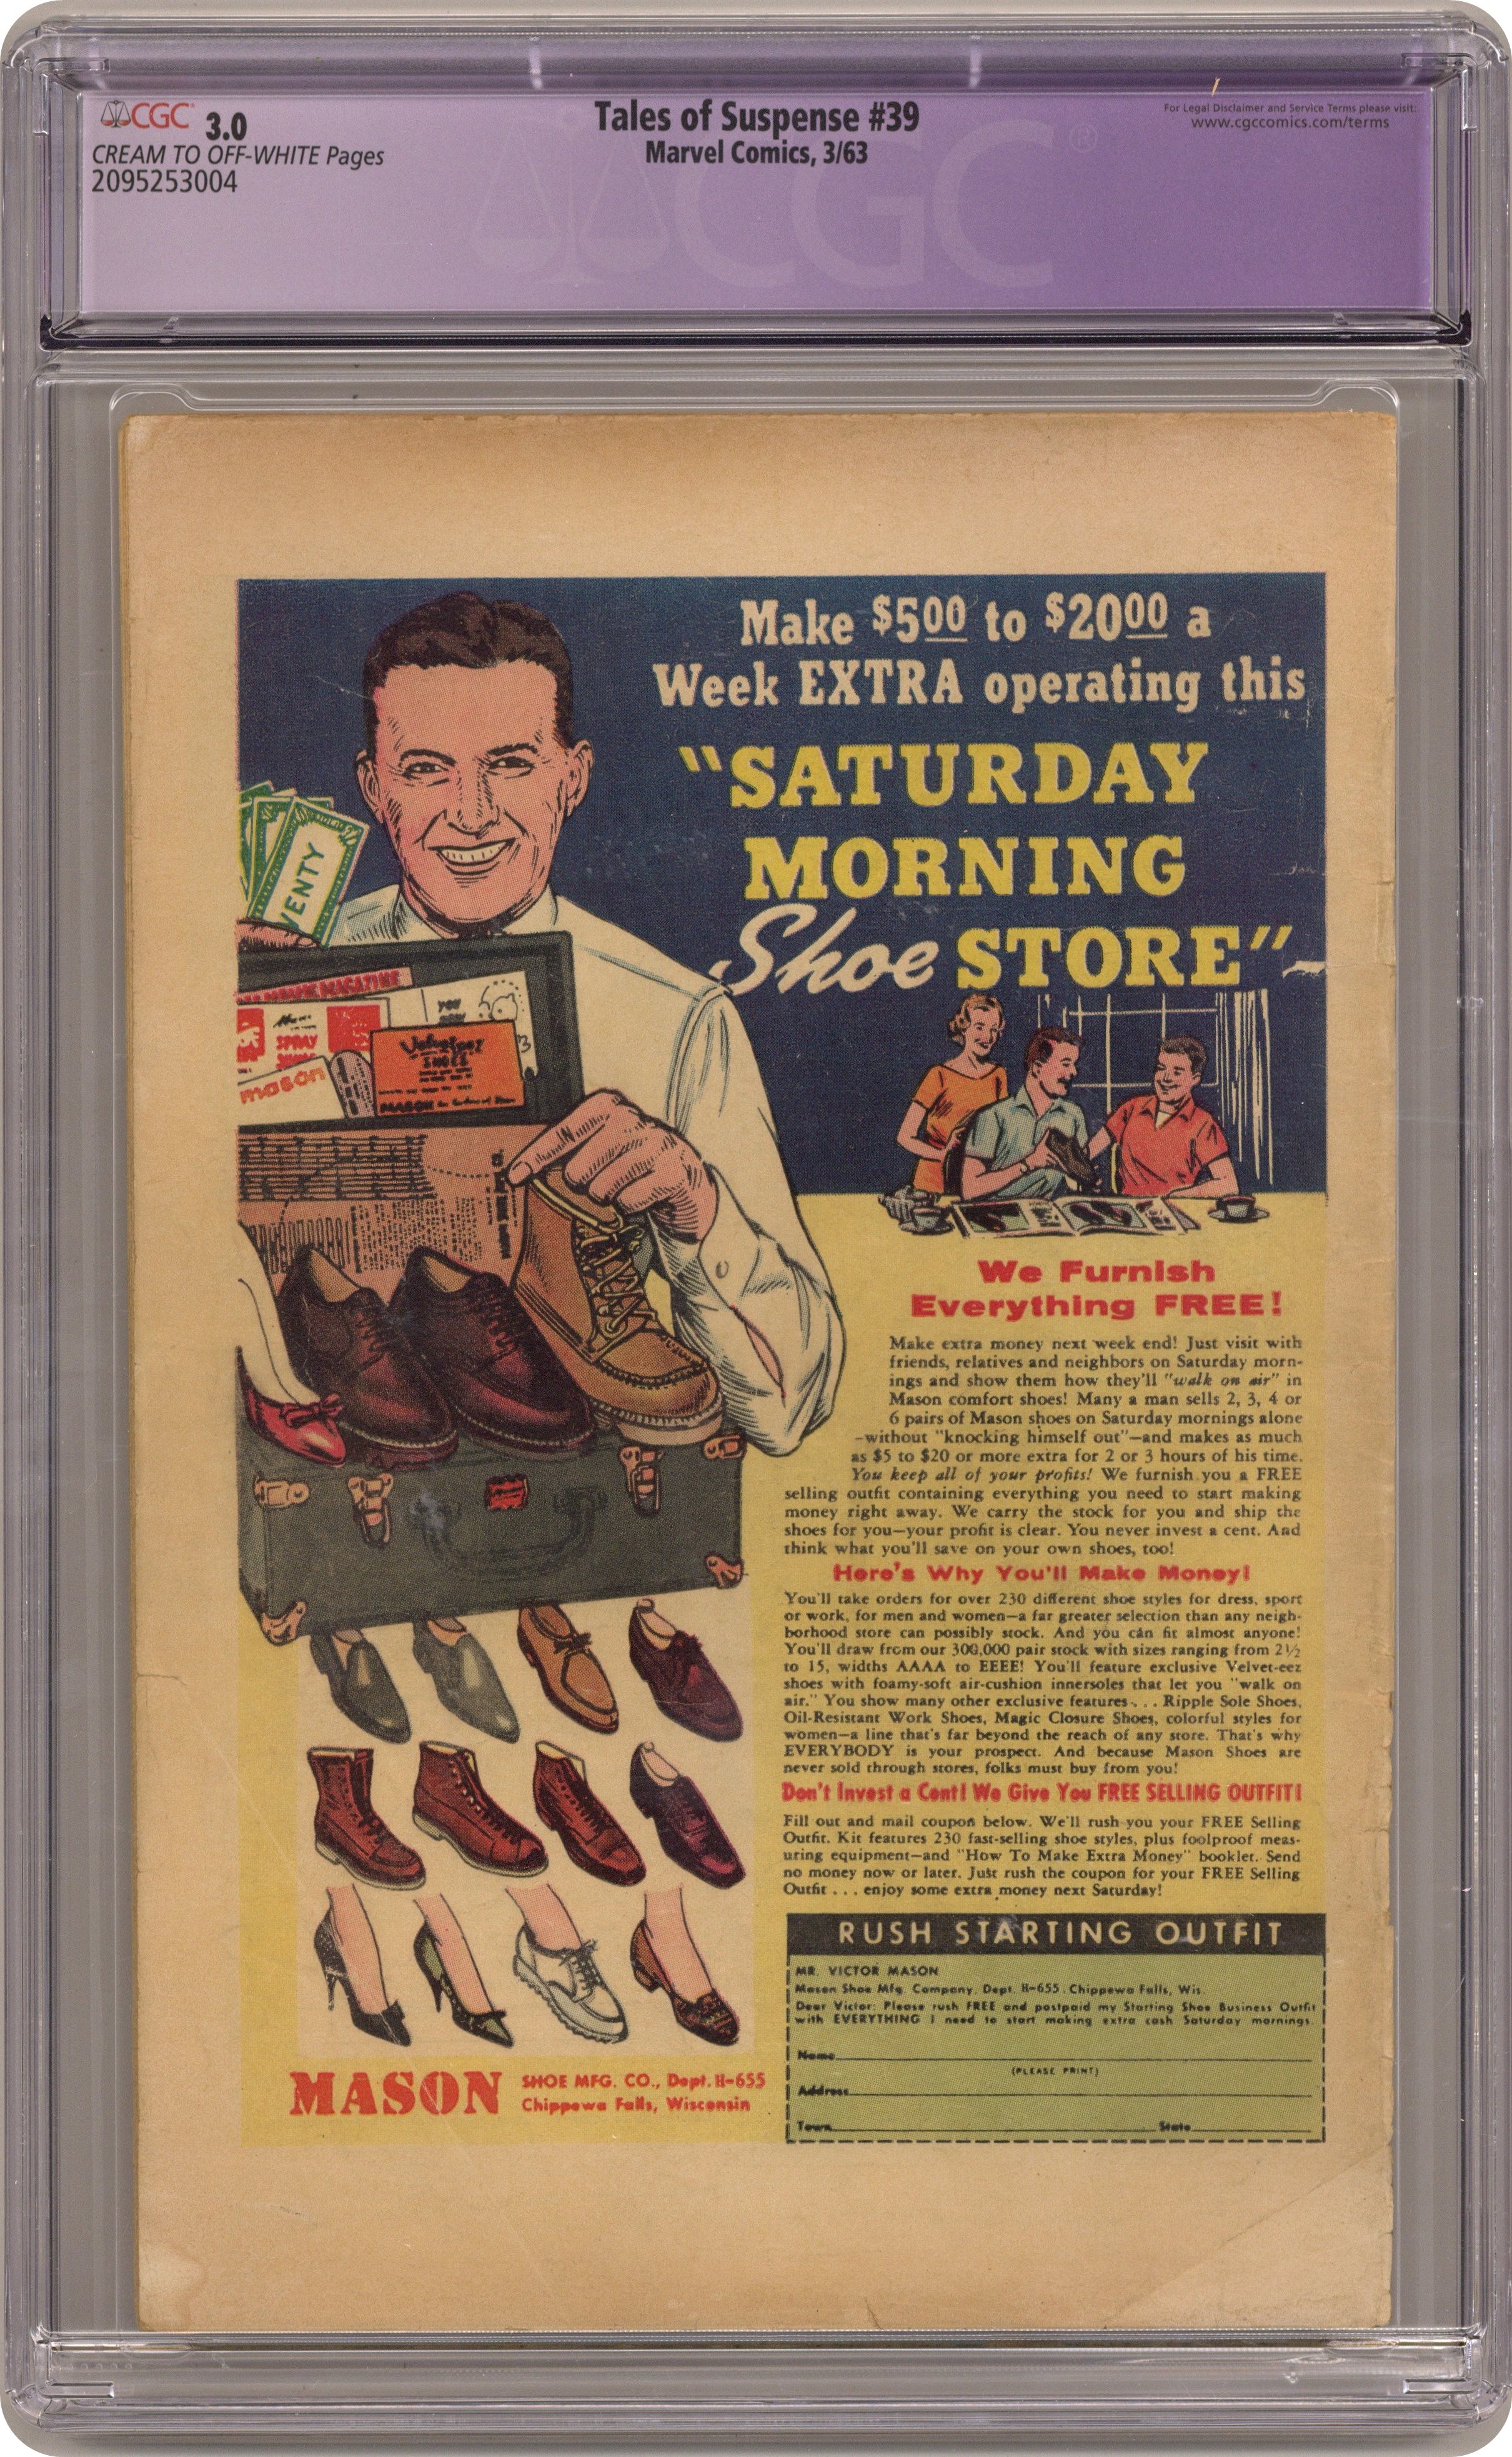 CGC 3.0
CREAM TO OFF-WHITE Pages
2095253004
Tales of Suspense #39
Marvel Comics, 3/63
For Legal Disclaimer and Service Terms please visit:
www.cgccomics.com/terms
CGC®
Make $5.00 to $20.00 a
Week EXTRA operating this
"SATURDAY
MORNING
Shoe STORE"
VENTY
MAGAZINE
SPRAY
mason
Velvet-eez
SHOES
MASON
We Furnish
Everything FREE!
Make extra money next week end! Just visit with
friends, relatives and neighbors on Saturday morn-
ings and show them how they'll "walk on air" in
Mason comfort shoes! Many a man sells 2, 3, 4 or
6 pairs of Mason shoes on Saturday mornings alone
—without "knocking himself out"—and makes as much
as $5 to $20 or more extra for 2 or 3 hours of his time.
You keep all of your profits! We furnish you a FREE
selling outfit containing everything you need to start making
money right away. We carry the stock for you and ship the
shoes for you—your profit is clear. You never invest a cent. And
think what you'll save on your own shoes, too!
Here's Why You'll Make Money!
You'll take orders for over 230 different shoe styles for dress, sport
or work, for men and women—a far greater selection than any neigh-
borhood store can possibly stock. And you can fit almost anyone!
You'll draw from our 300,000 pair stock with sizes ranging from 2½
to 15, widths AAAA to EEEE! You'll feature exclusive Velvet-eez
shoes with foamy-soft air-cushion innersoles that let you "walk on
air." You show many other exclusive features . . . Ripple Sole Shoes,
Oil-Resistant Work Shoes, Magic Closure Shoes, colorful styles for
women—a line that's far beyond the reach of any store. That's why
EVERYBODY is your prospect. And because Mason Shoes are
never sold through stores, folks must buy from you!
Don't Invest a Cent! We Give You FREE SELLING OUTFIT!
Fill out and mail coupon below. We'll rush you your FREE Selling
Outfit. Kit features 230 fast-selling shoe styles, plus foolproof meas-
uring equipment—and "How To Make Extra Money" booklet. Send
no money now or later. Just rush the coupon for your FREE Selling
Outfit . . . enjoy some extra money next Saturday!
MASON SHOE MFG. CO., Dept. H-655
Chippewa Falls, Wisconsin
RUSH STARTING OUTFIT
MR. VICTOR MASON
Mason Shoe Mfg. Company, Dept. H-655, Chippewa Falls, Wis.
Dear Victor: Please rush FREE and postpaid my Starting Shoe Business Outfit
with EVERYTHING I need to start making extra cash Saturday mornings.
Name
(PLEASE PRINT)
Address
Town State